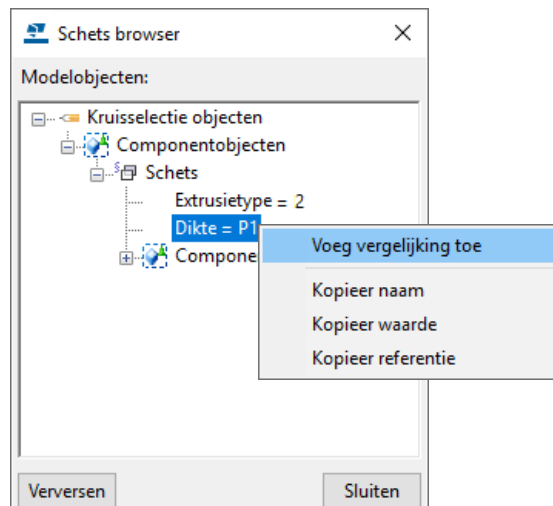 Schets browser
Modelobjecten:
Kruisselectie objecten
Componentobjecten
Schets
Extrusietype = 2
Dikte = P1
Compone
Voeg vergelijking toe
Kopieer naam
Kopieer waarde
Kopieer referentie
Verversen
Sluiten